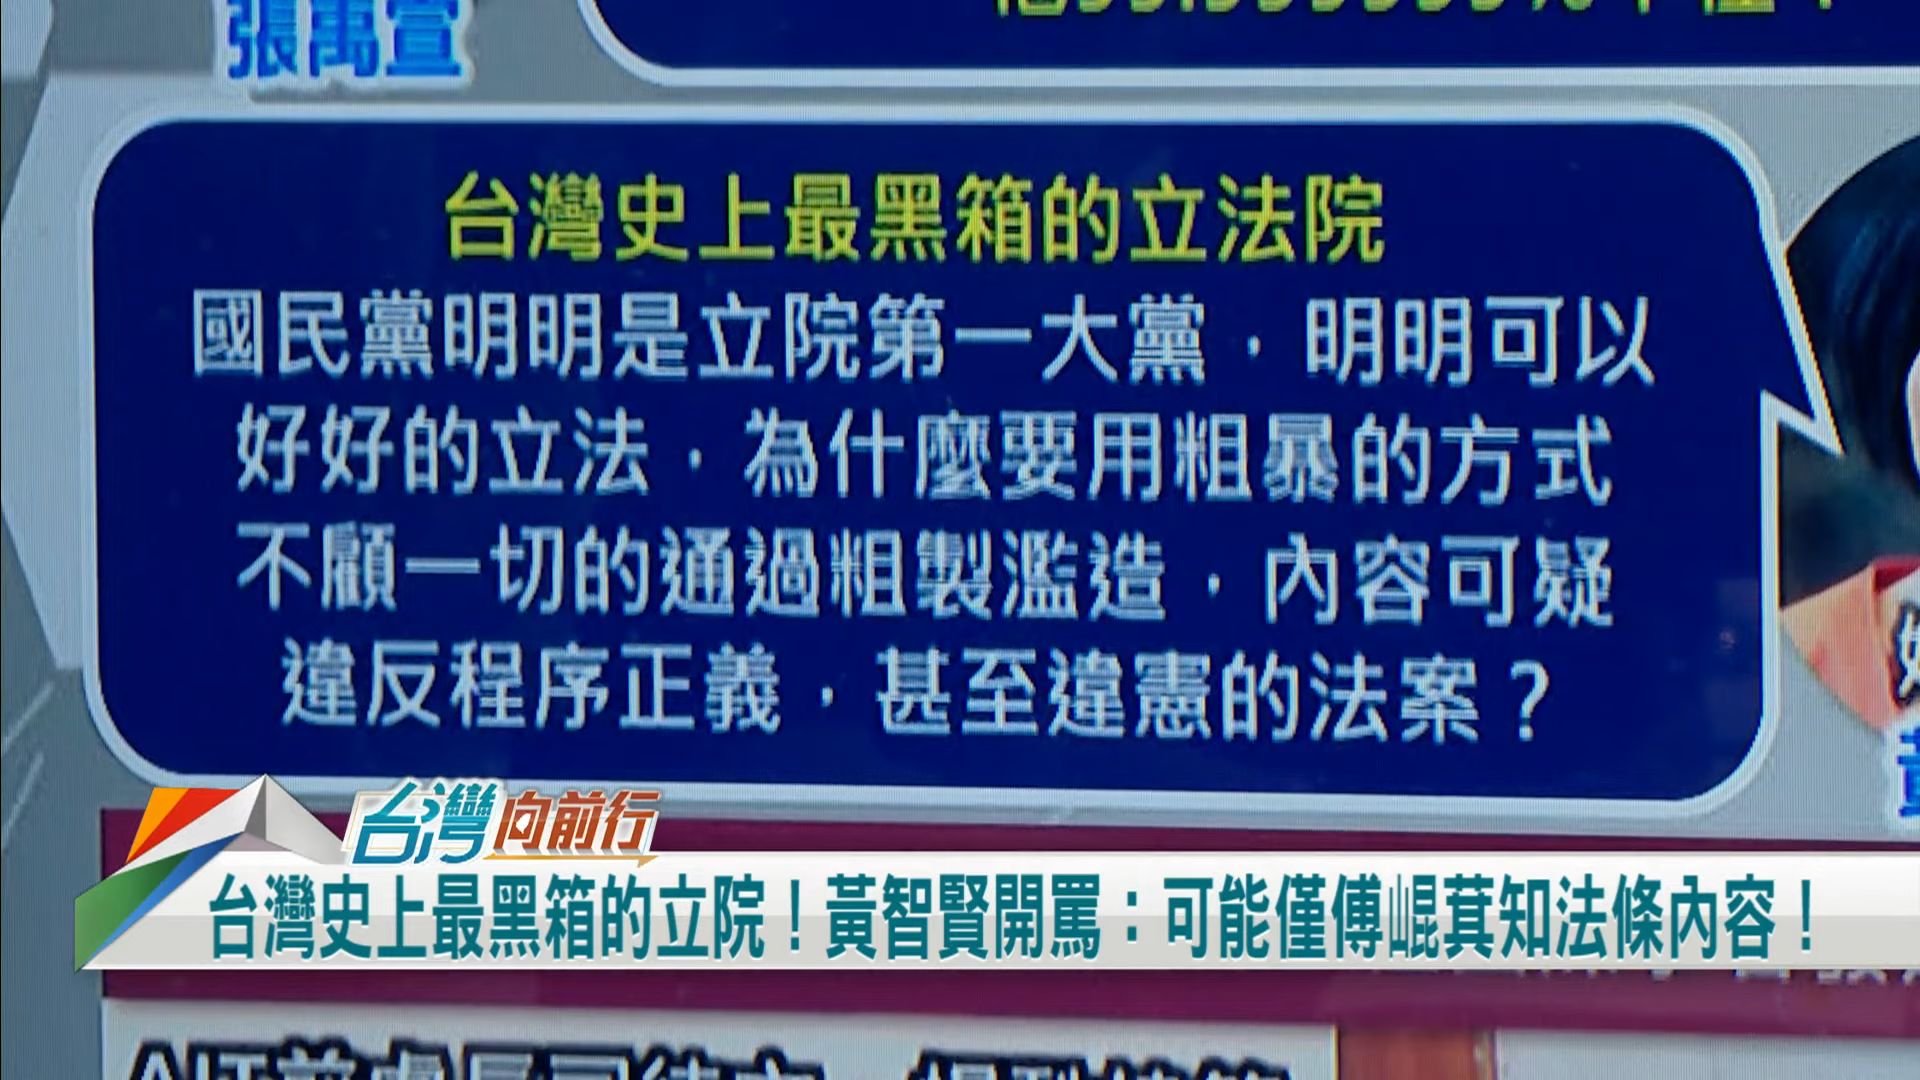 張禹宣
台灣史上最黑箱的立法院
國民黨明明是立院第一大黨，明明可以
好好的立法，為什麼要用粗暴的方式
不顧一切的通過粗製濫造，內容可疑
違反程序正義，甚至違憲的法案？
台灣向前行
台灣史上最黑箱的立院！黃智賢開罵：可能僅傅崐萁知法條內容！